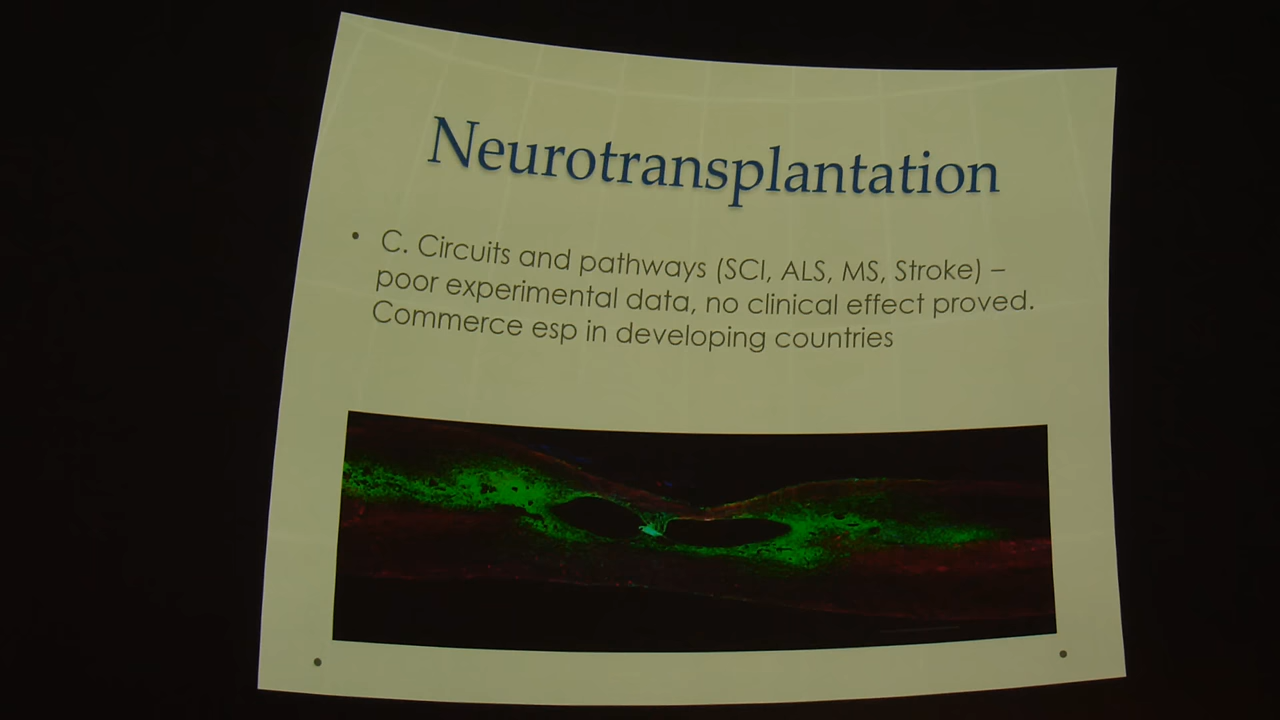 Neurotransplantation
• C. Circuits and pathways (SCI, ALS, MS, Stroke) –
poor experimental data, no clinical effect proved.
Commerce esp in developing countries